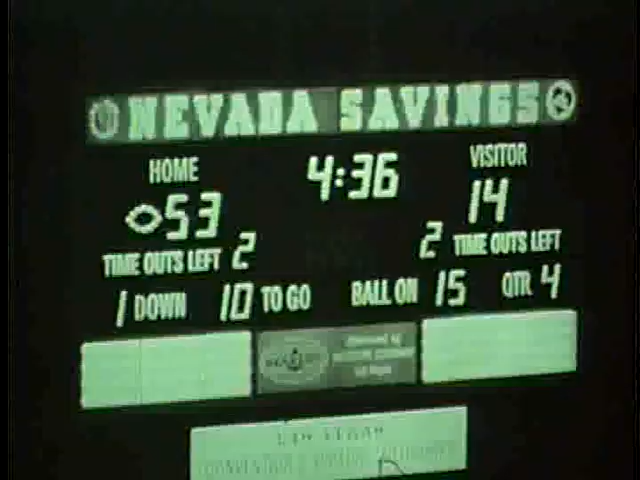 NEVADA SAVINGS
HOME 4:36 VISITOR
53 14
TIME OUTS LEFT 2 2 TIME OUTS LEFT
1 DOWN 10 TO GO BALL ON 15 QTR 4